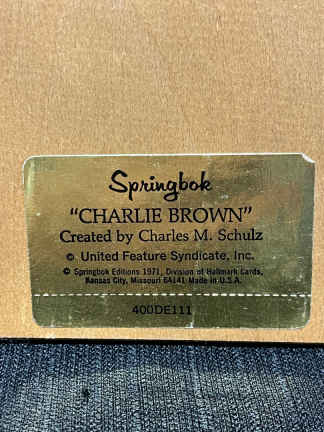 Springbok
"CHARLIE BROWN"
Created by Charles M. Schulz
© United Feature Syndicate, Inc.
© Springbok Editions 1971, Division of Hallmark Cards,
Kansas City, Missouri 64141 Made in U.S.A.
400DE111